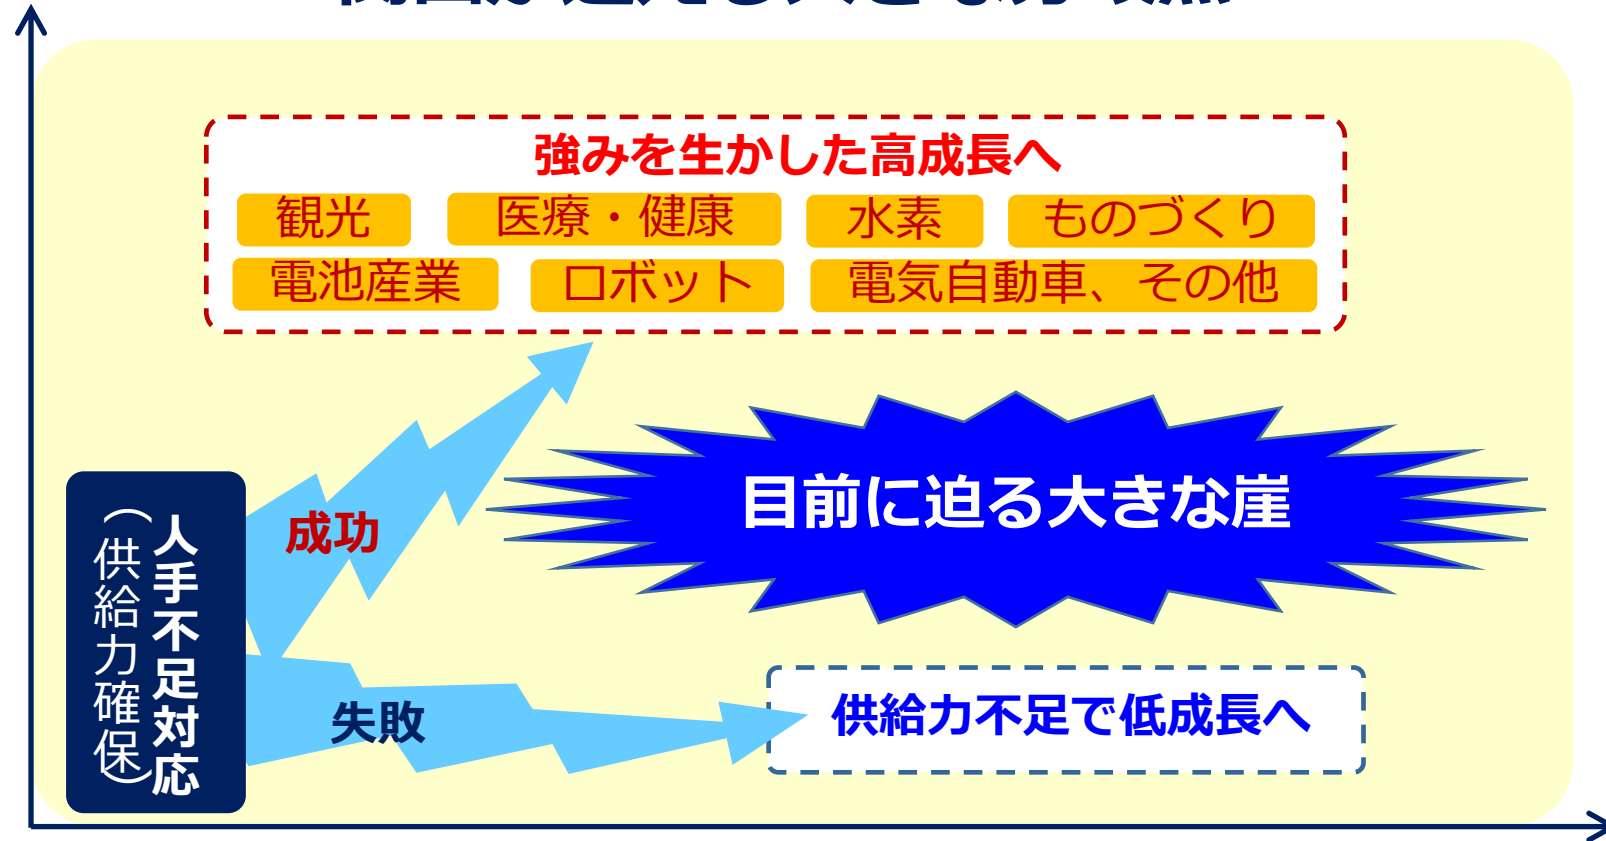 強みを生かした高成長へ
観光
医療・健康
水素
ものづくり
電池産業
ロボット
電気自動車、その他
目前に迫る大きな崖
成功
人手不足対応
（供給力確保）
失敗
供給力不足で低成長へ